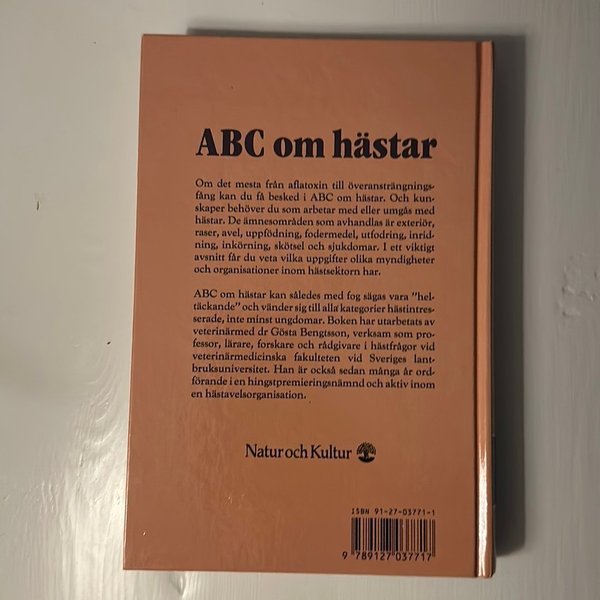 ABC om hästar
Om det mesta från aflatoxin till överansträngnings-
fång kan du få besked i ABC om hästar. Och kun-
skaper behöver du som arbetar med eller umgås med
hästar. De ämnesområden som avhandlas är exteriör,
raser, avel, uppfödning, fodermedel, utfodring, inrid-
ning, inkörning, skötsel och sjukdomar. I ett viktigt
avsnitt får du veta vilka uppgifter olika myndigheter
och organisationer inom hästsektorn har.
ABC om hästar kan således med fog sägas vara "hel-
täckande" och vänder sig till alla kategorier hästintres-
serade, inte minst ungdomar. Boken har utarbetats av
veterinärmed dr Gösta Bengtsson, verksam som pro-
fessor, lärare, forskare och rådgivare i hästfrågor vid
veterinärmedicinska fakulteten vid Sveriges lant-
bruksuniversitet. Han är också sedan många år ord-
förande i en hingstpremieringsnämnd och aktiv inom
en hästavelsorganisation.
Natur och Kultur
ISBN 91-27-03771-1
9 789127 037717